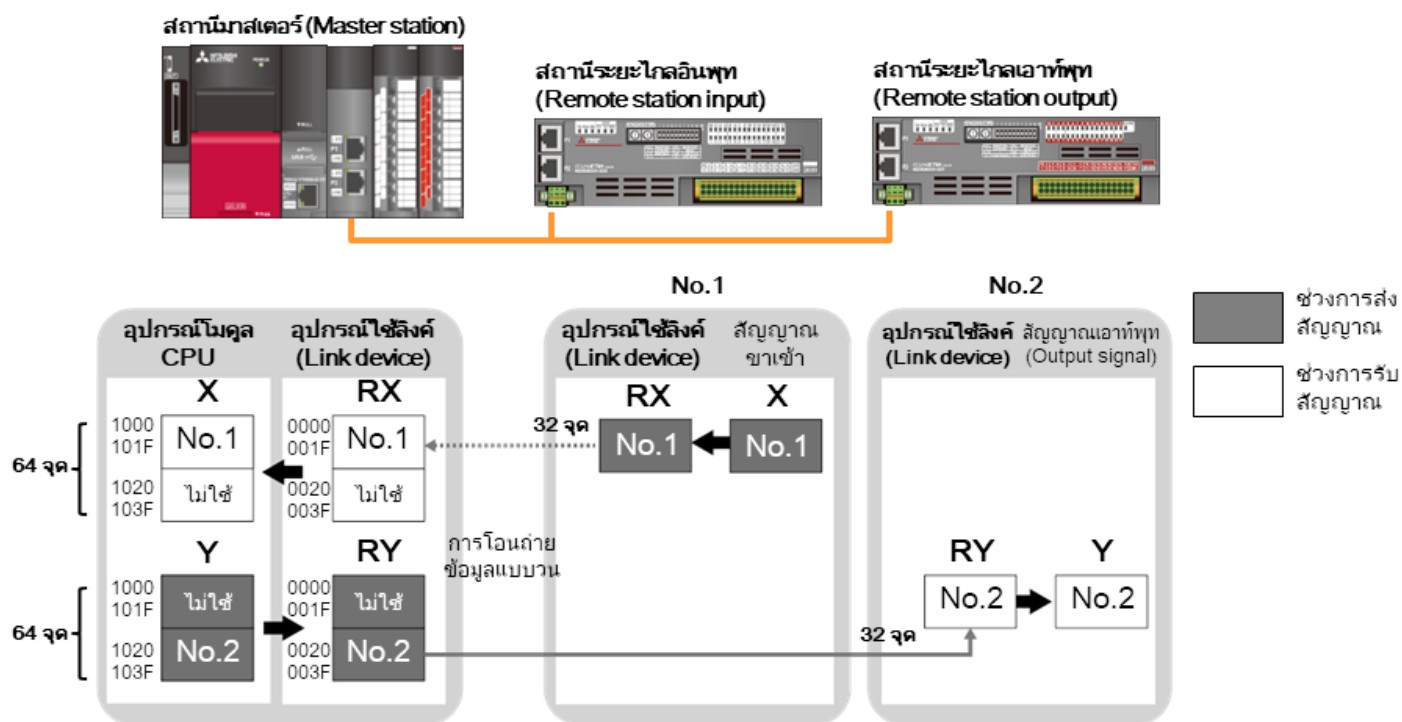 สถานีมาสเตอร์ (Master station)
สถานีระยะไกลอินพุท
(Remote station input)
สถานีระยะไกลเอาท์พุท
(Remote station output)
MITSUBISHI
ELECTRIC
No.1
No.2
ช่วงการส่ง
สัญญาณ
ช่วงการรับ
สัญญาณ
อุปกรณ์โมดูล
CPU
อุปกรณ์ใช้ลิงค์
(Link device)
อุปกรณ์ใช้ลิงค์
(Link device)
สัญญาณ
ขาเข้า
อุปกรณ์ใช้ลิงค์
(Link device)
สัญญาณเอาท์พุท
(Output signal)
X
RX
RX
X
64 จุด
1000
101F
No.1
0000
001F
No.1
32 จุด
No.1
No.1
1020
103F
ไม่ใช้
0020
003F
ไม่ใช้
การโอนถ่าย
ข้อมูลแบบวน
Y
RY
RY
Y
64 จุด
1000
101F
ไม่ใช้
0000
001F
ไม่ใช้
No.2
No.2
1020
103F
No.2
0020
003F
No.2
32 จุด